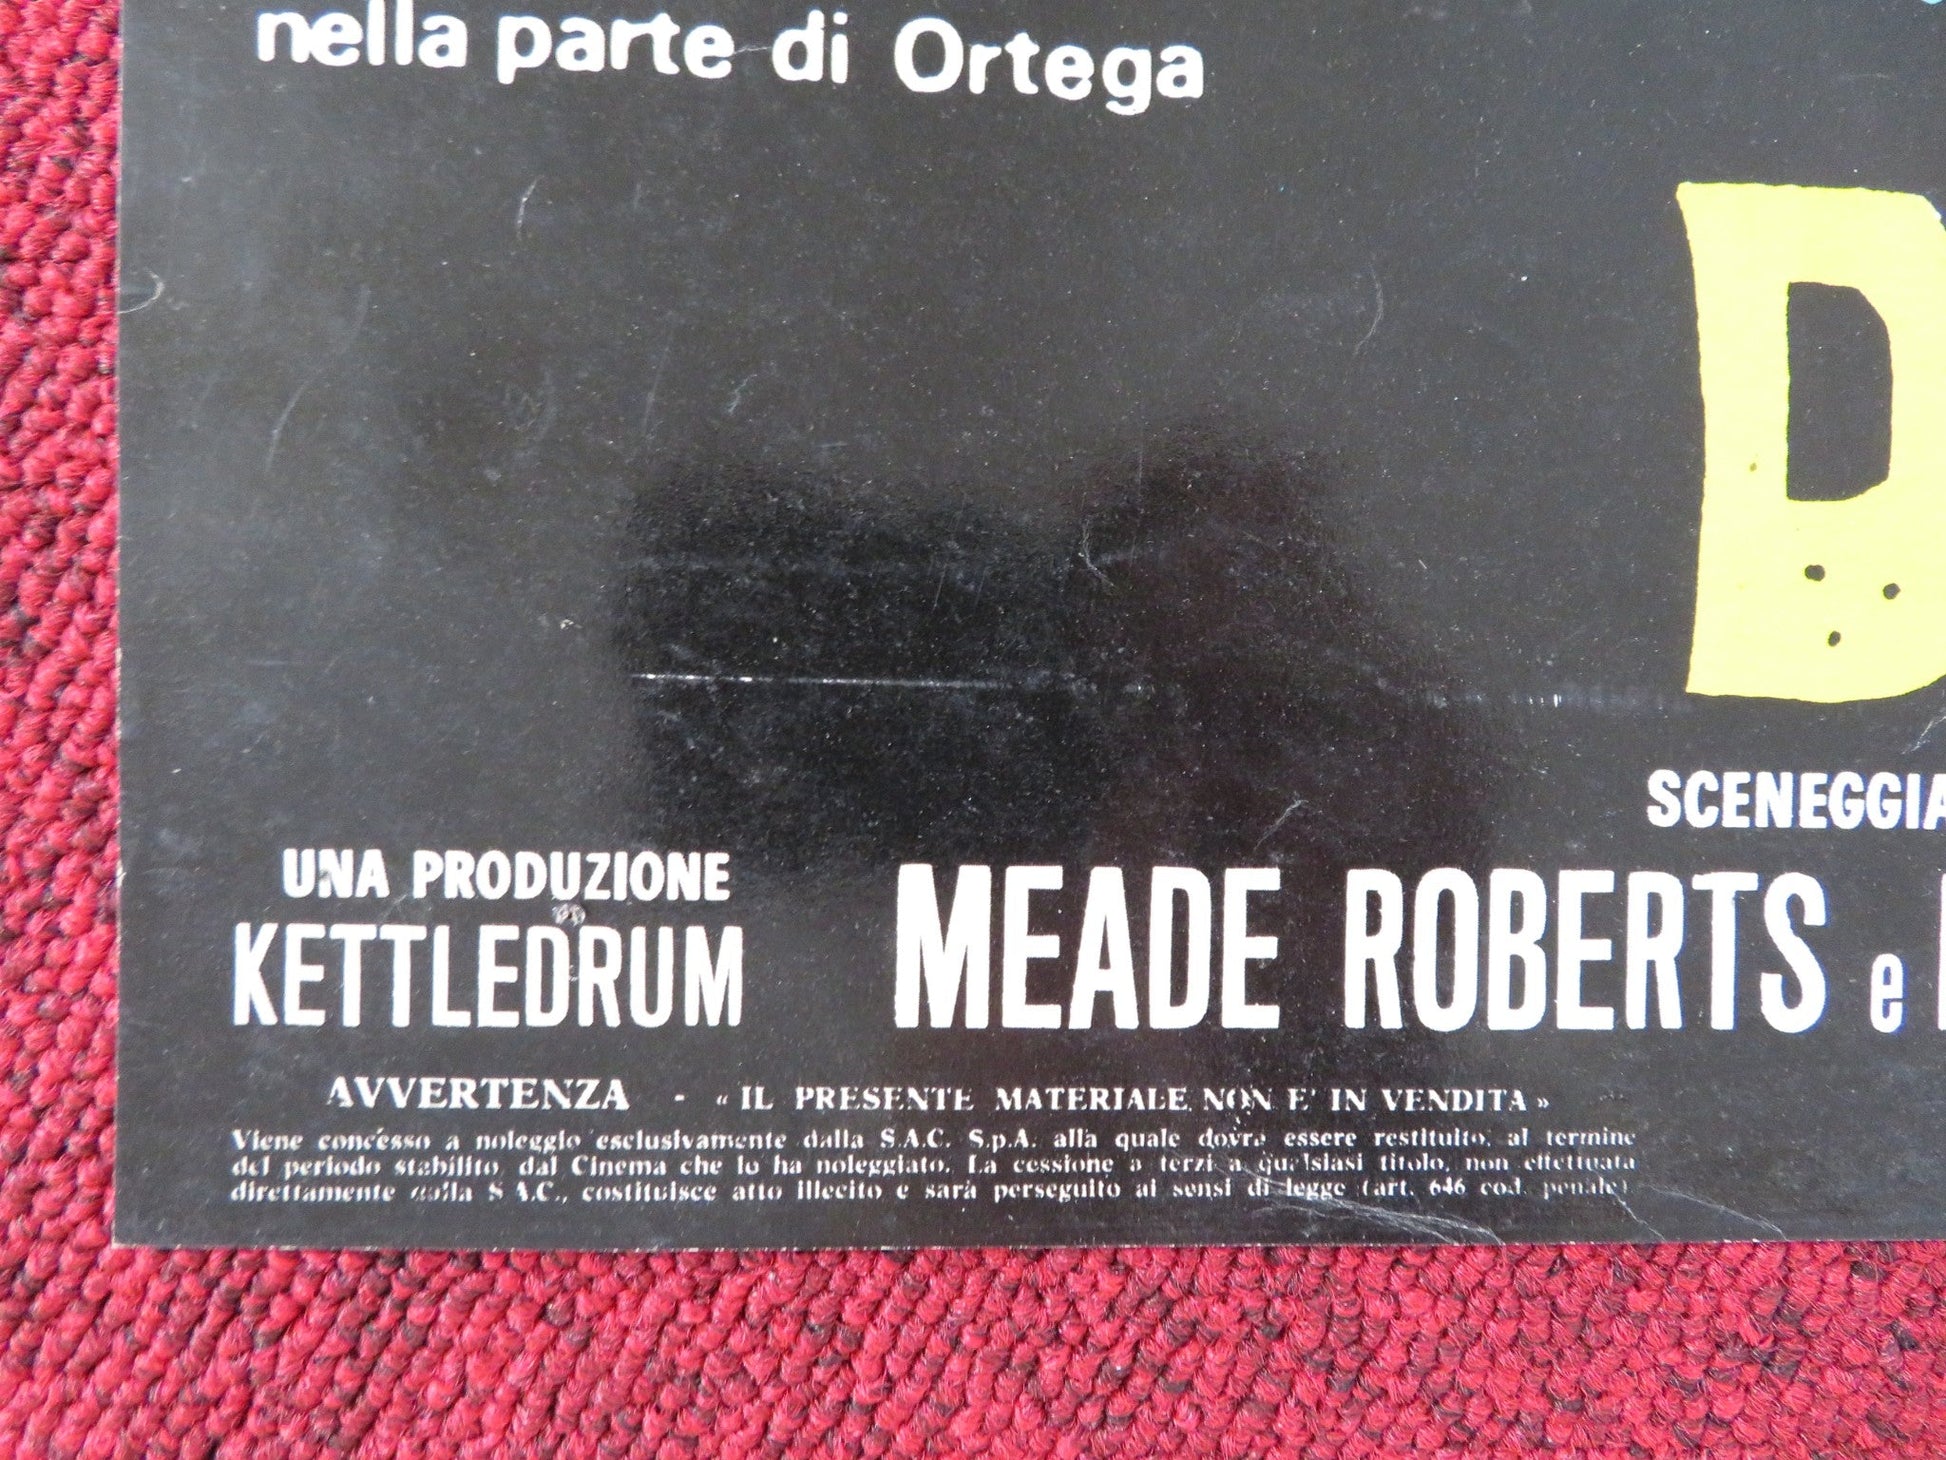 nella parte di Ortega
D
SCENEGGIA
UNA PRODUZIONE
KETTLEDRUM
MEADE ROBERTS e
AVVERTENZA - « IL PRESENTE MATERIALE NON E' IN VENDITA »
Viene concesso a noleggio esclusivamente dalla S.A.C. S.p.A. alla quale dovrà essere restituito, al termine
del periodo stabilito, dal Cinema che lo ha noleggiato. La cessione a terzi a qualsiasi titolo, non effettuata
direttamente dalla S.A.C., costituisce atto illecito e sarà perseguito ai sensi di legge (art. 646 cod. penale)